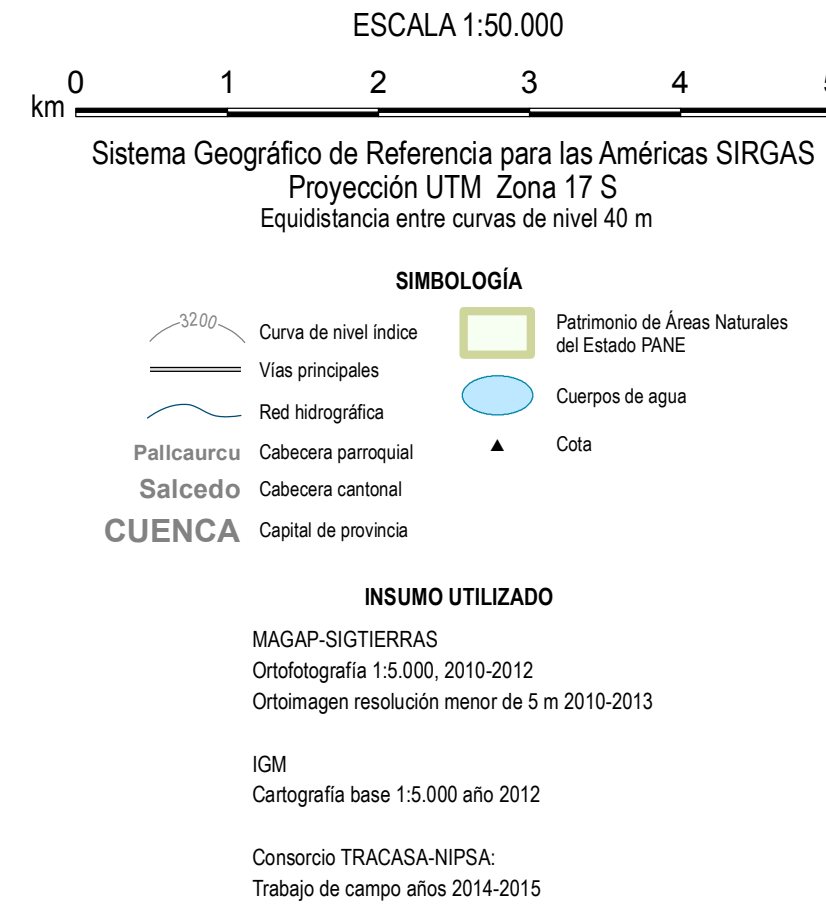 ESCALA 1:50.000
0 1 2 3 4
km
Sistema Geográfico de Referencia para las Américas SIRGAS
Proyección UTM Zona 17 S
Equidistancia entre curvas de nivel 40 m
SIMBOLOGÍA
3200
Curva de nivel índice
Vías principales
Red hidrográfica
Pallcaurcu Cabecera parroquial
Salcedo Cabecera cantonal
CUENCA Capital de provincia
Patrimonio de Áreas Naturales
del Estado PANE
Cuerpos de agua
Cota
INSUMO UTILIZADO
MAGAP-SIGTIERRAS
Ortofotografía 1:5.000, 2010-2012
Ortoimagen resolución menor de 5 m 2010-2013
IGM
Cartografía base 1:5.000 año 2012
Consorcio TRACASA-NIPSA:
Trabajo de campo años 2014-2015